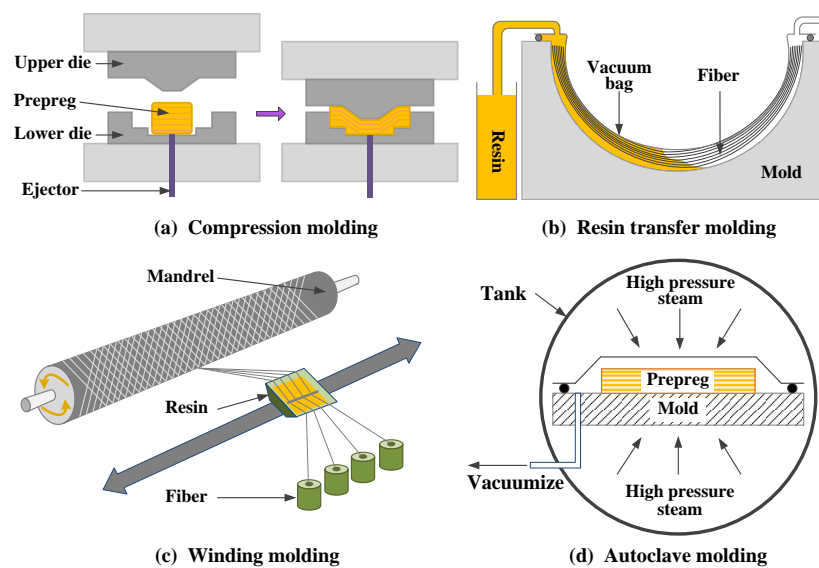 Upper die
Prepreg
Lower die
Ejector
(a) Compression molding
Resin
Vacuum
bag
Fiber
Mold
(b) Resin transfer molding
Mandrel
Resin
Fiber
(c) Winding molding
Tank
High pressure
steam
Prepreg
Mold
Vacuumize
High pressure
steam
(d) Autoclave molding